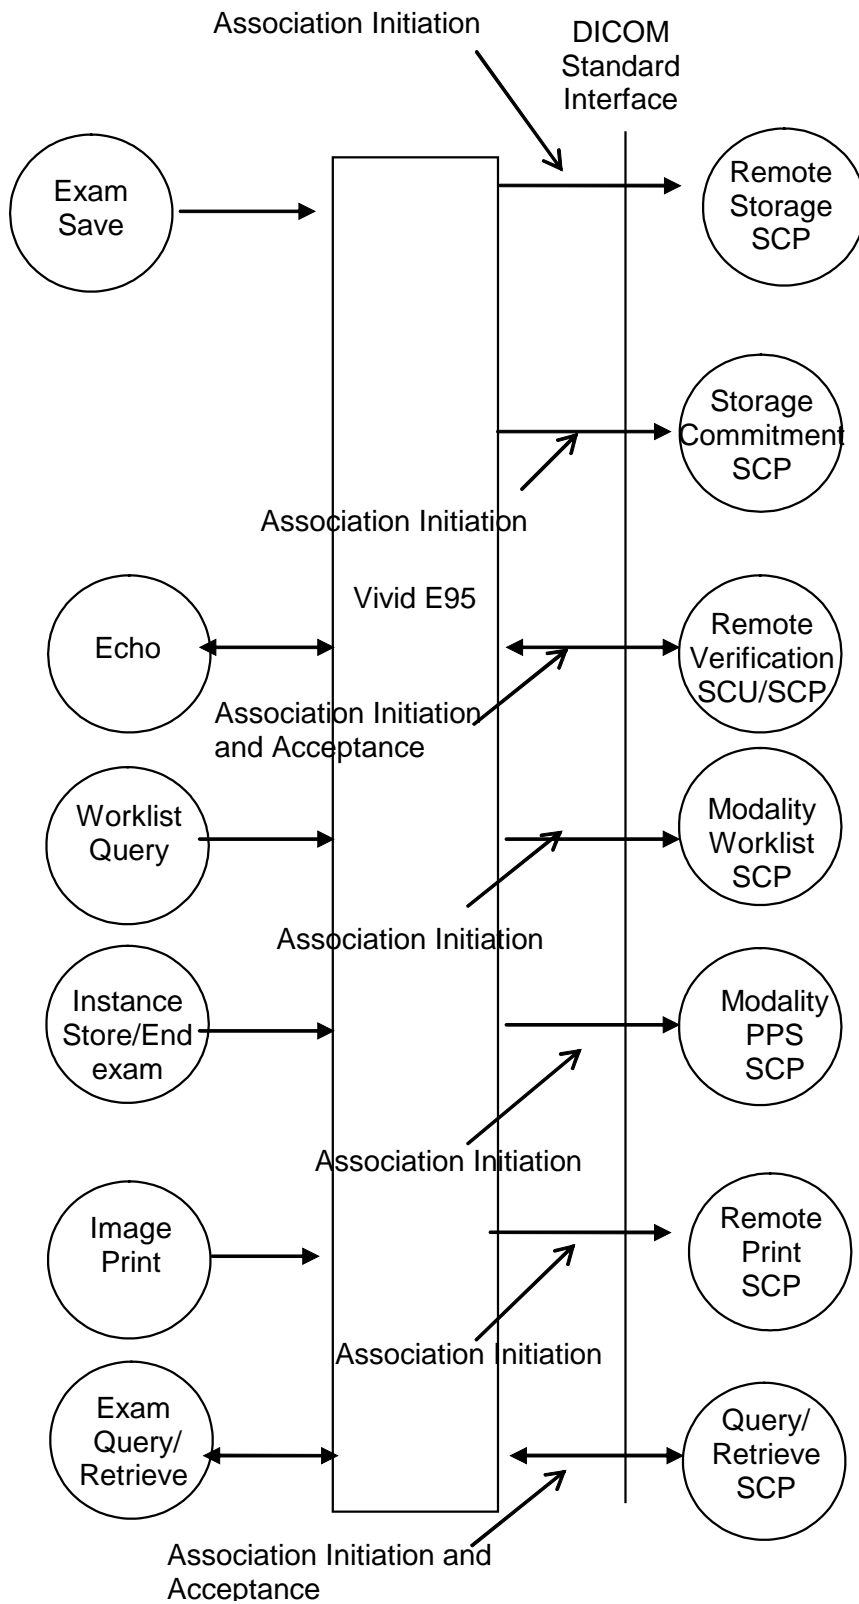 Association Initiation
DICOM
Standard
Interface
Exam
Save
Remote
Storage
SCP
Storage
Commitment
SCP
Association Initiation
Vivid E95
Echo
Remote
Verification
SCU/SCP
Association Initiation
and Acceptance
Worklist
Query
Modality
Worklist
SCP
Association Initiation
Instance
Store/End
exam
Modality
PPS
SCP
Association Initiation
Image
Print
Remote
Print
SCP
Association Initiation
Exam
Query/
Retrieve
Query/
Retrieve
SCP
Association Initiation and
Acceptance